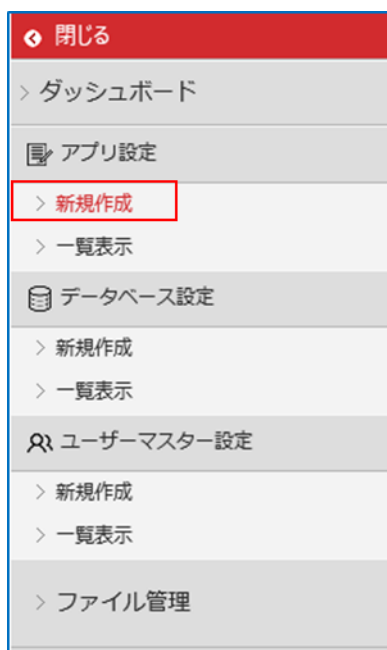 閉じる
ダッシュボード
アプリ設定
新規作成
一覧表示
データベース設定
新規作成
一覧表示
ユーザーマスター設定
新規作成
一覧表示
ファイル管理